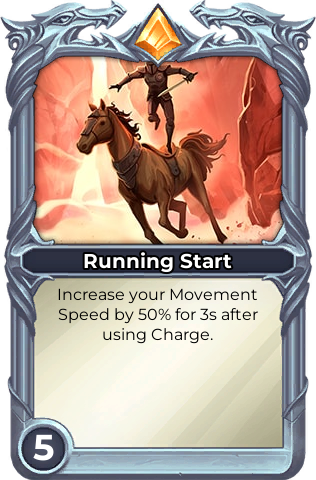 Running Start
Increase your Movement
Speed by 50% for 3s after
using Charge.
5